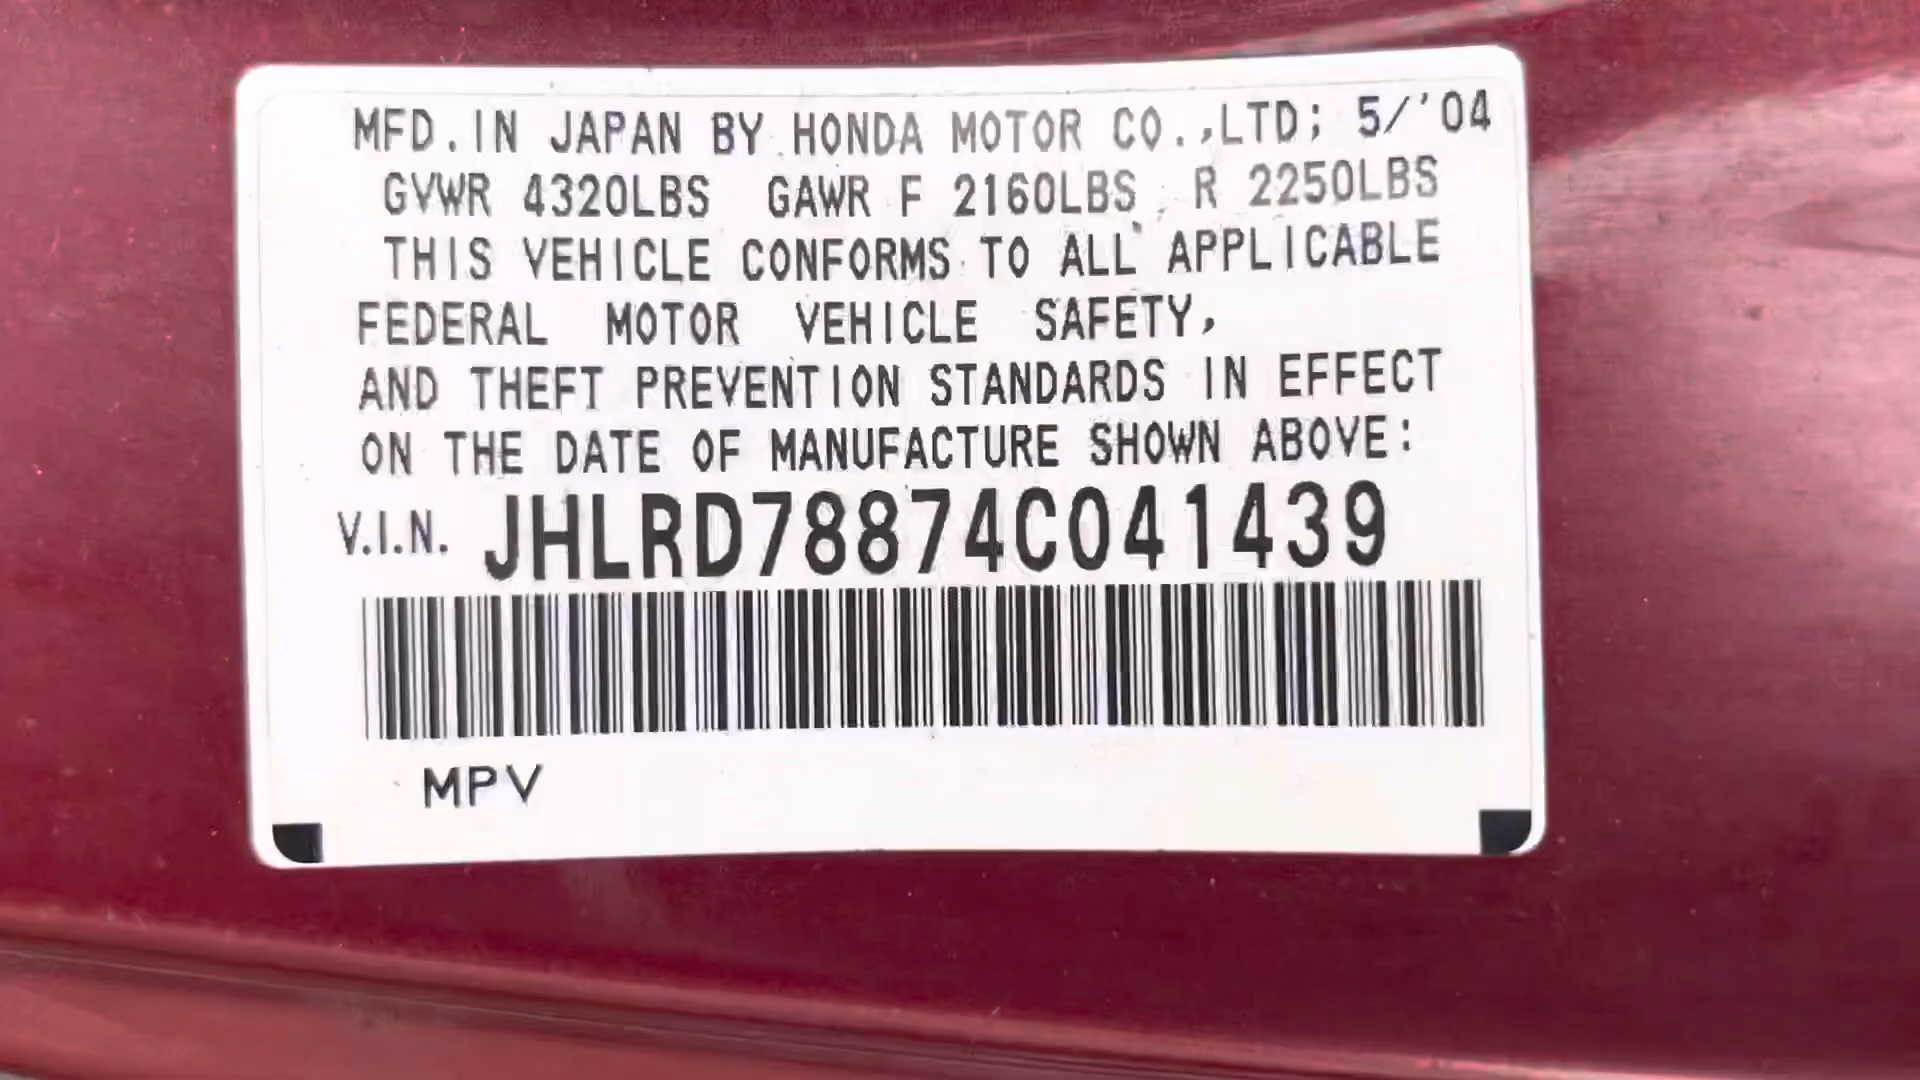 MFD.IN JAPAN BY HONDA MOTOR CO.,LTD; 5/'04
GVWR 4320LBS GAWR F 2160LBS R 2250LBS
THIS VEHICLE CONFORMS TO ALL APPLICABLE
FEDERAL MOTOR VEHICLE SAFETY,
AND THEFT PREVENTION STANDARDS IN EFFECT
ON THE DATE OF MANUFACTURE SHOWN ABOVE:
V.I.N. JHLRD78874C041439
MPV